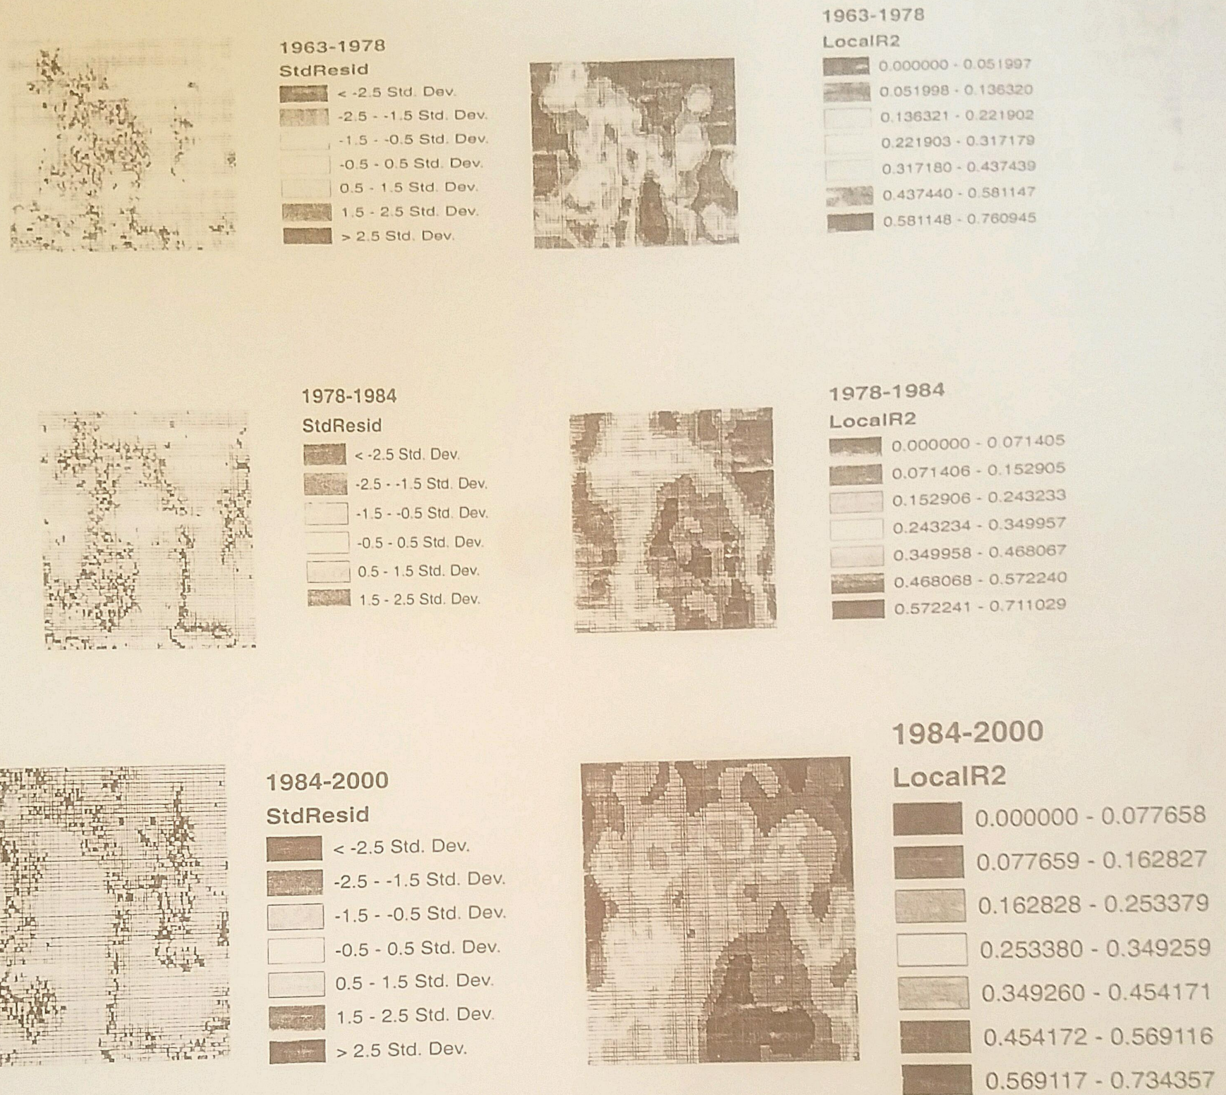 1963-1978
StdResid
< -2.5 Std. Dev.
-2.5 - -1.5 Std. Dev.
-1.5 - -0.5 Std. Dev.
-0.5 - 0.5 Std. Dev.
0.5 - 1.5 Std. Dev.
1.5 - 2.5 Std. Dev.
> 2.5 Std. Dev.
1963-1978
LocalR2
0.000000 - 0.051997
0.051998 - 0.136320
0.136321 - 0.221902
0.221903 - 0.317179
0.317180 - 0.437439
0.437440 - 0.581147
0.581148 - 0.760945
1978-1984
StdResid
< -2.5 Std. Dev.
-2.5 - -1.5 Std. Dev.
-1.5 - -0.5 Std. Dev.
-0.5 - 0.5 Std. Dev.
0.5 - 1.5 Std. Dev.
1.5 - 2.5 Std. Dev.
1978-1984
LocalR2
0.000000 - 0.071405
0.071406 - 0.152905
0.152906 - 0.243233
0.243234 - 0.349957
0.349958 - 0.468067
0.468068 - 0.572240
0.572241 - 0.711029
1984-2000
StdResid
< -2.5 Std. Dev.
-2.5 - -1.5 Std. Dev.
-1.5 - -0.5 Std. Dev.
-0.5 - 0.5 Std. Dev.
0.5 - 1.5 Std. Dev.
1.5 - 2.5 Std. Dev.
> 2.5 Std. Dev.
1984-2000
LocalR2
0.000000 - 0.077658
0.077659 - 0.162827
0.162828 - 0.253379
0.253380 - 0.349259
0.349260 - 0.454171
0.454172 - 0.569116
0.569117 - 0.734357